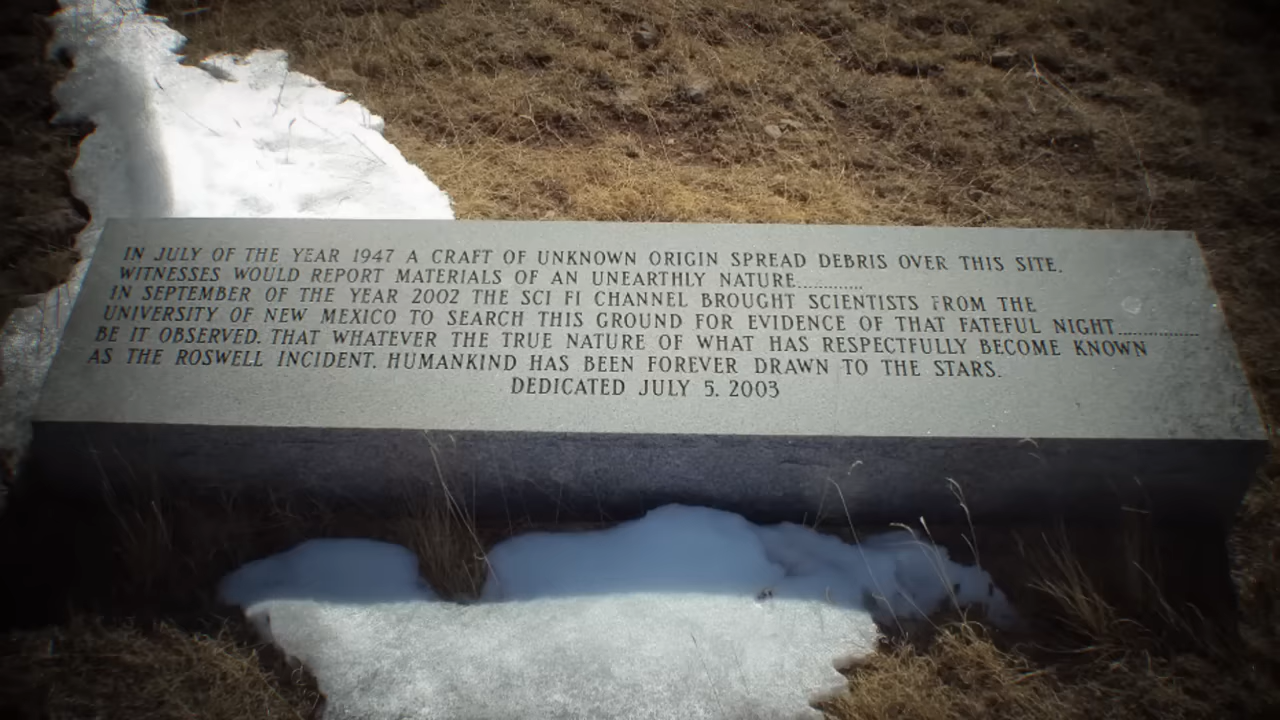 IN JULY OF THE YEAR 1947 A CRAFT OF UNKNOWN ORIGIN SPREAD DEBRIS OVER THIS SITE.
WITNESSES WOULD REPORT MATERIALS OF AN UNEARTHLY NATURE.............
IN SEPTEMBER OF THE YEAR 2002 THE SCI FI CHANNEL BROUGHT SCIENTISTS FROM THE
UNIVERSITY OF NEW MEXICO TO SEARCH THIS GROUND FOR EVIDENCE OF THAT FATEFUL NIGHT...............
BE IT OBSERVED, THAT WHATEVER THE TRUE NATURE OF WHAT HAS RESPECTFULLY BECOME KNOWN
AS THE ROSWELL INCIDENT, HUMANKIND HAS BEEN FOREVER DRAWN TO THE STARS.
DEDICATED JULY 5, 2003